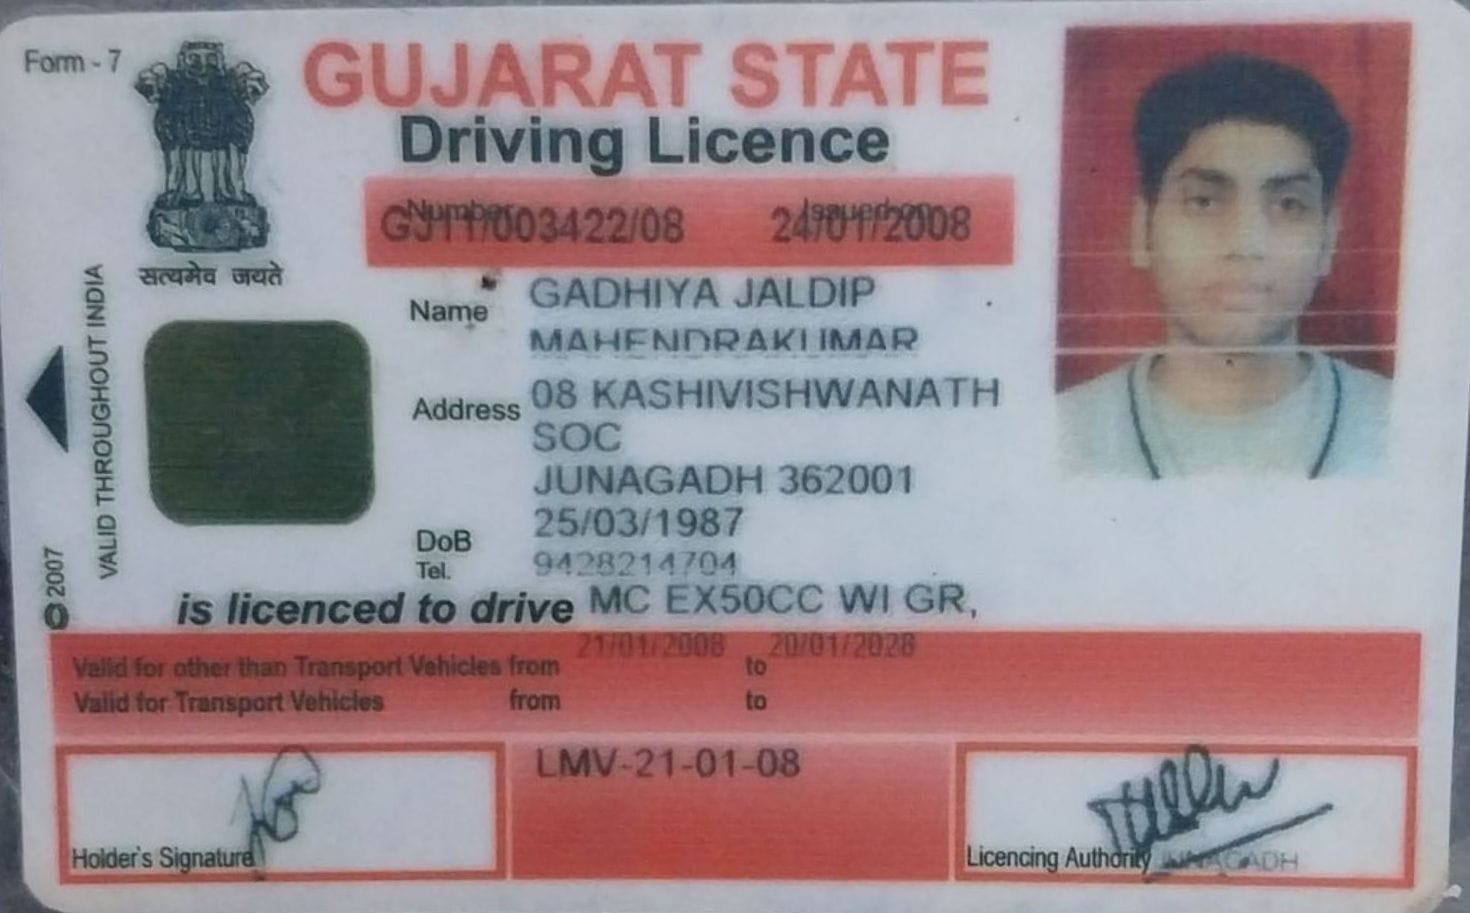 Form - 7
GUJARAT STATE
Driving Licence
Number Issued on
GJ11/003422/08 24/01/2008
सत्यमेव जयते
Name GADHIYA JALDIP
MAHENDRAKUMAR
Address 08 KASHIVISHWANATH
SOC
JUNAGADH 362001
DoB 25/03/1987
Tel. 9428214704
VALID THROUGHOUT INDIA
©2007
is licenced to drive MC EX50CC WI GR,
Valid for other than Transport Vehicles from 21/01/2008 to 20/01/2028
Valid for Transport Vehicles from to
LMV-21-01-08
Holder's Signature
Licencing Authority JUNAGADH